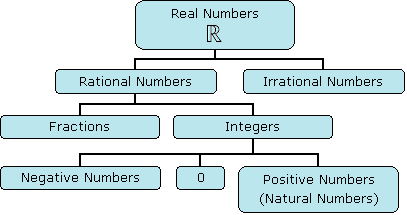 Real Numbers
ℝ
Rational Numbers
Irrational Numbers
Fractions
Integers
Negative Numbers
0
Positive Numbers
(Natural Numbers)